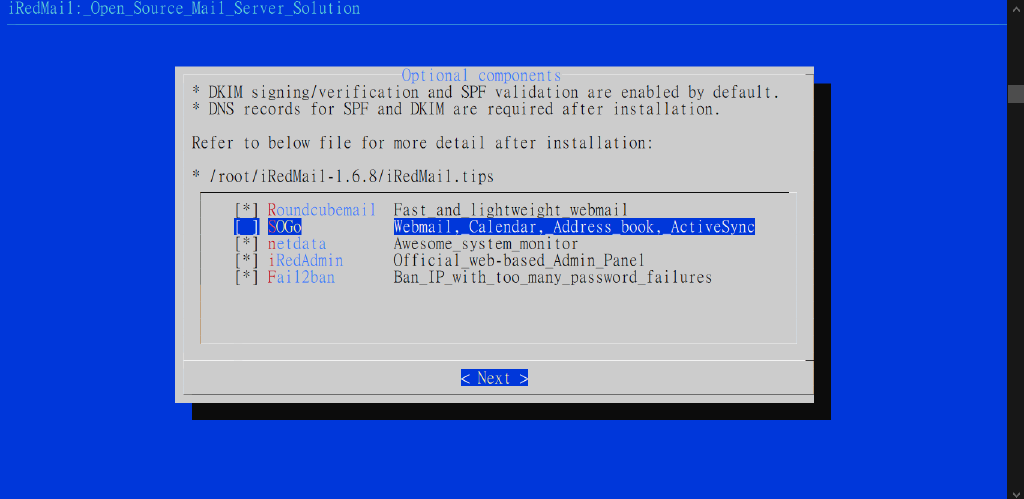 iRedMail:_Open_Source_Mail_Server_Solution
Optional components
* DKIM signing/verification and SPF validation are enabled by default.
* DNS records for SPF and DKIM are required after installation.
Refer to below file for more detail after installation:
* /root/iRedMail-1.6.8/iRedMail.tips
[*] Roundcubemail Fast_and_lightweight_webmail
[ ] SOGo Webmail,_Calendar,_Address_book,_ActiveSync
[*] netdata Awesome_system_monitor
[*] iRedAdmin Official_web-based_Admin_Panel
[*] Fail2ban Ban_IP_with_too_many_password_failures
< Next >